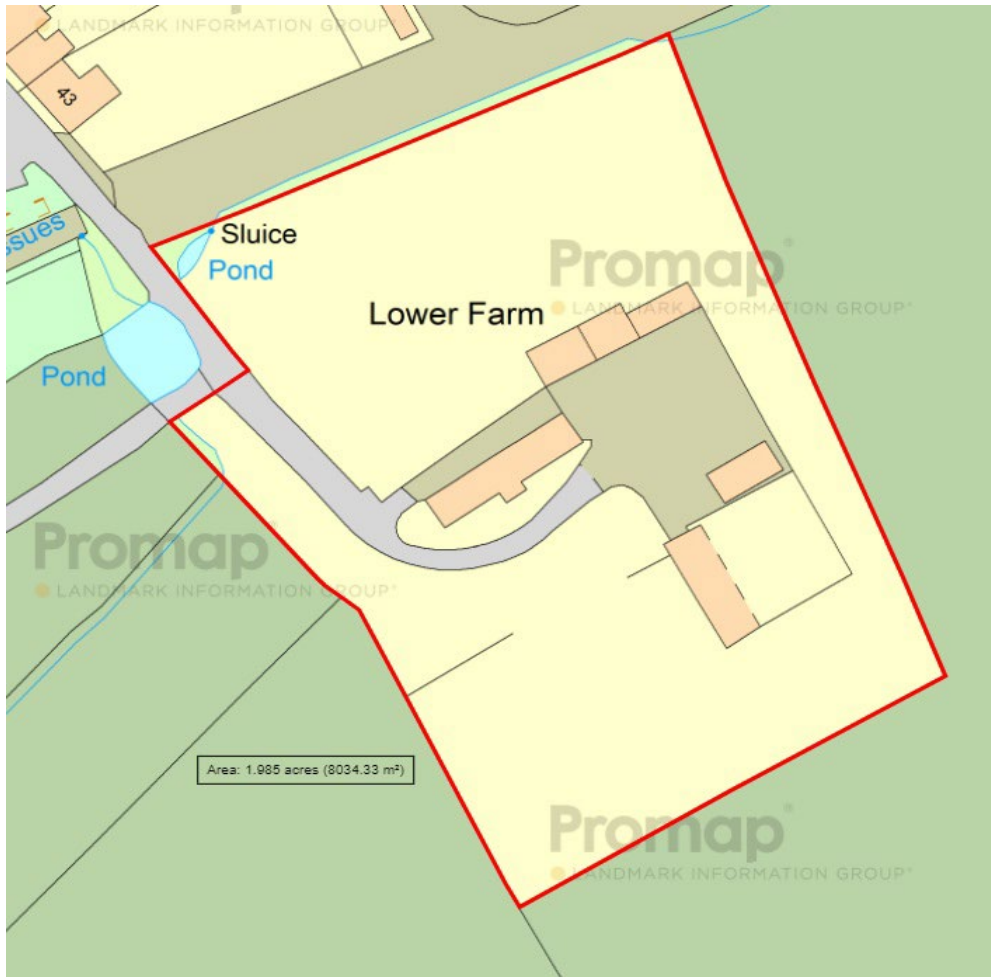 LANDMARK INFORMATION GROUP
43
Sluice
Pond
Promap
LANDMARK INFORMATION GROUP
Lower Farm
Pond
Promap
LANDMARK INFORMATION GROUP
Area: 1.985 acres (8034.33 m²)
Promap
LANDMARK INFORMATION GROUP